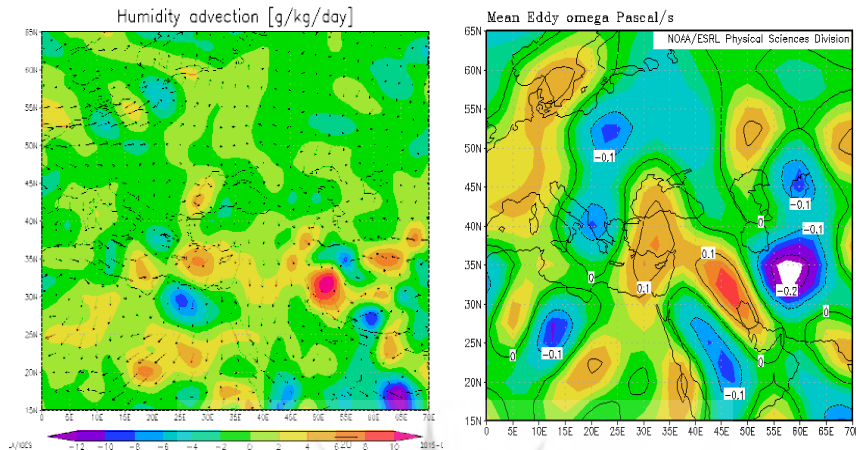 Humidity advection [g/kg/day]
65N
60N
55N
50N
45N
40N
35N
30N
25N
20N
15N
0 5E 10E 15E 20E 25E 30E 35E 40E 45E 50E 55E 60E 65E 70E
-12 -10 -8 -6 -4 -2 0 2 4 6 8 10
20
Mean Eddy omega Pascal/s
NOAA/ESRL Physical Sciences Division
65N
60N
55N
50N
45N
40N
35N
30N
25N
20N
15N
-0.1
-0.1
-0.1
0
0.1
0
0.1
-0.2
0
-0.1
0
0
-0.1
0 5E 10E 15E 20E 25E 30E 35E 40E 45E 50E 55E 60E 65E 70E